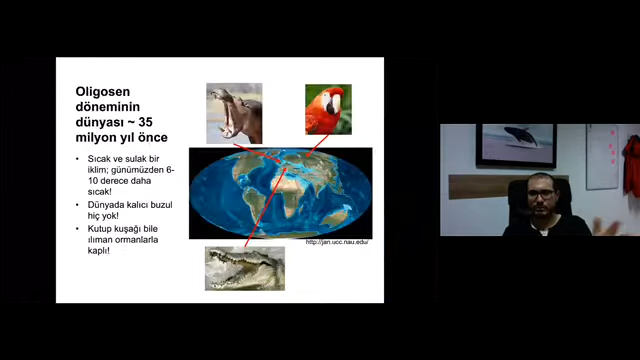 Oligosen
döneminin
dünyası ~ 35
milyon yıl önce
• Sıcak ve sulak bir
iklim; günümüzden 6-
10 derece daha
sıcak!
• Dünyada kalıcı buzul
hiç yok!
• Kutup kuşağı bile
ılıman ormanlarla
kaplı!
http://jan.ucc.nau.edu/